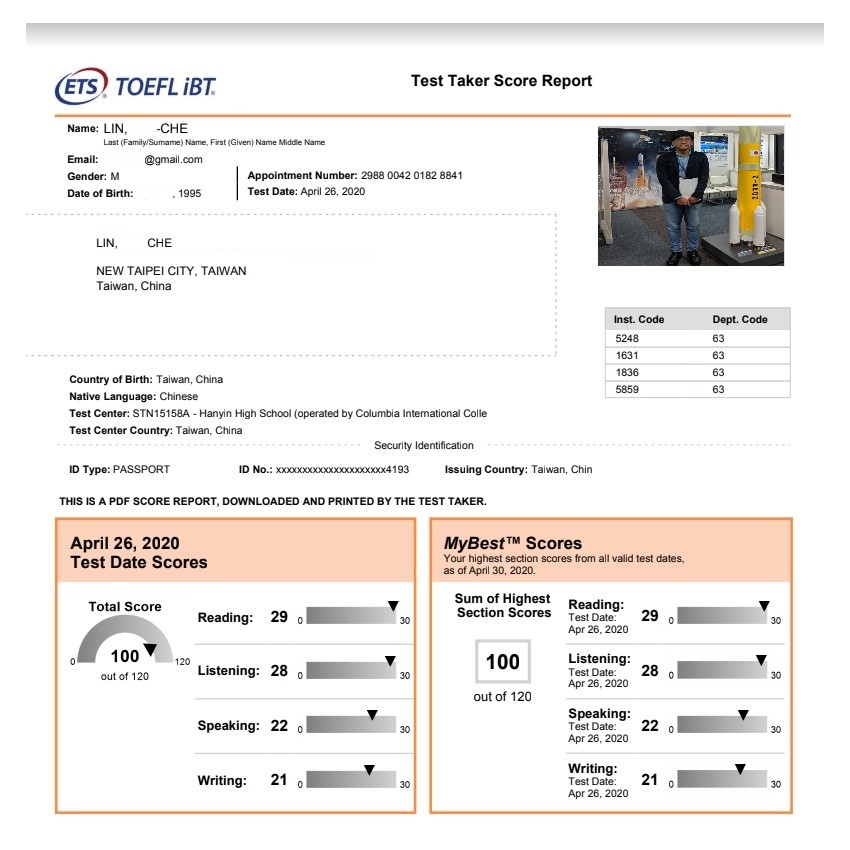 ETS TOEFL iBT.
Test Taker Score Report
Name: LIN, -CHE
Last (Family/Surname) Name, First (Given) Name Middle Name
Email: @gmail.com
Gender: M
Date of Birth: , 1995
Appointment Number: 2988 0042 0182 8841
Test Date: April 26, 2020
LIN, CHE
NEW TAIPEI CITY, TAIWAN
Taiwan, China
Inst. Code Dept. Code
5248 63
1631 63
1836 63
5859 63
Country of Birth: Taiwan, China
Native Language: Chinese
Test Center: STN15158A - Hanyin High School (operated by Columbia International Colle
Test Center Country: Taiwan, China
Security Identification
ID Type: PASSPORT ID No.: xxxxxxxxxxxxxxxxxxxxx4193 Issuing Country: Taiwan, Chin
THIS IS A PDF SCORE REPORT, DOWNLOADED AND PRINTED BY THE TEST TAKER.
April 26, 2020
Test Date Scores
Total Score
0 100 120
out of 120
Reading: 29 0 30
Listening: 28 0 30
Speaking: 22 0 30
Writing: 21 0 30
MyBest™ Scores
Your highest section scores from all valid test dates,
as of April 30, 2020.
Sum of Highest
Section Scores
100
out of 120
Reading: 29 0 30
Test Date:
Apr 26, 2020
Listening: 28 0 30
Test Date:
Apr 26, 2020
Speaking: 22 0 30
Test Date:
Apr 26, 2020
Writing: 21 0 30
Test Date:
Apr 26, 2020